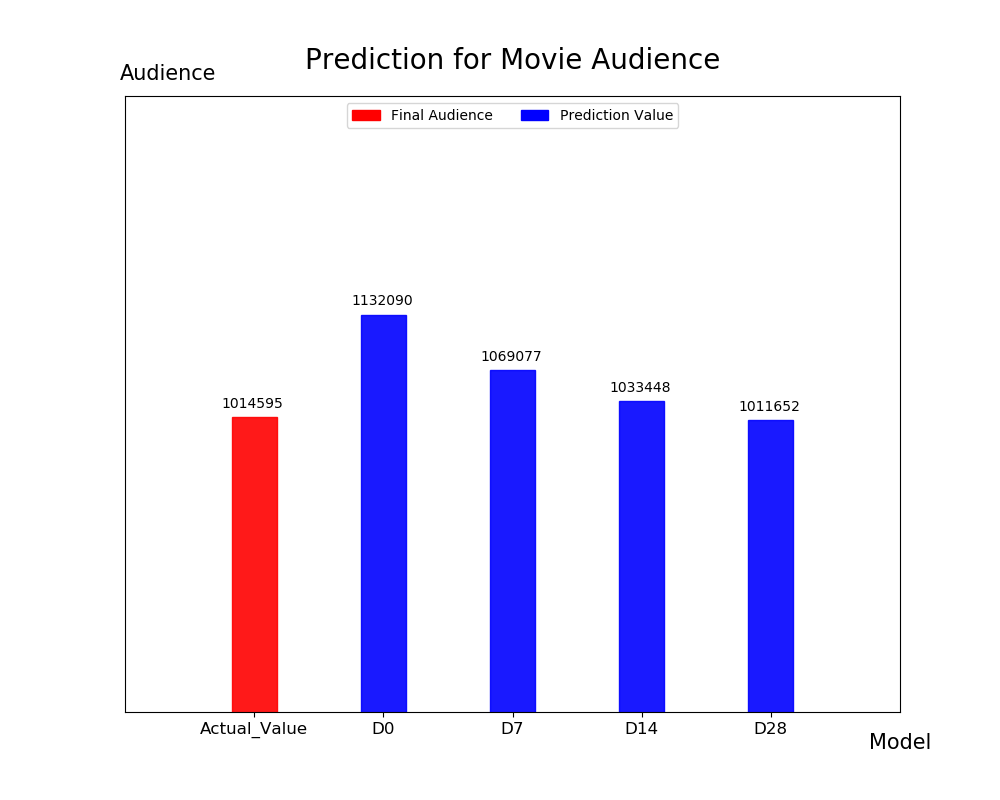 Prediction for Movie Audience
Audience
Final Audience Prediction Value
1132090
1069077
1033448
1014595
1011652
Actual_Value D0 D7 D14 D28
Model